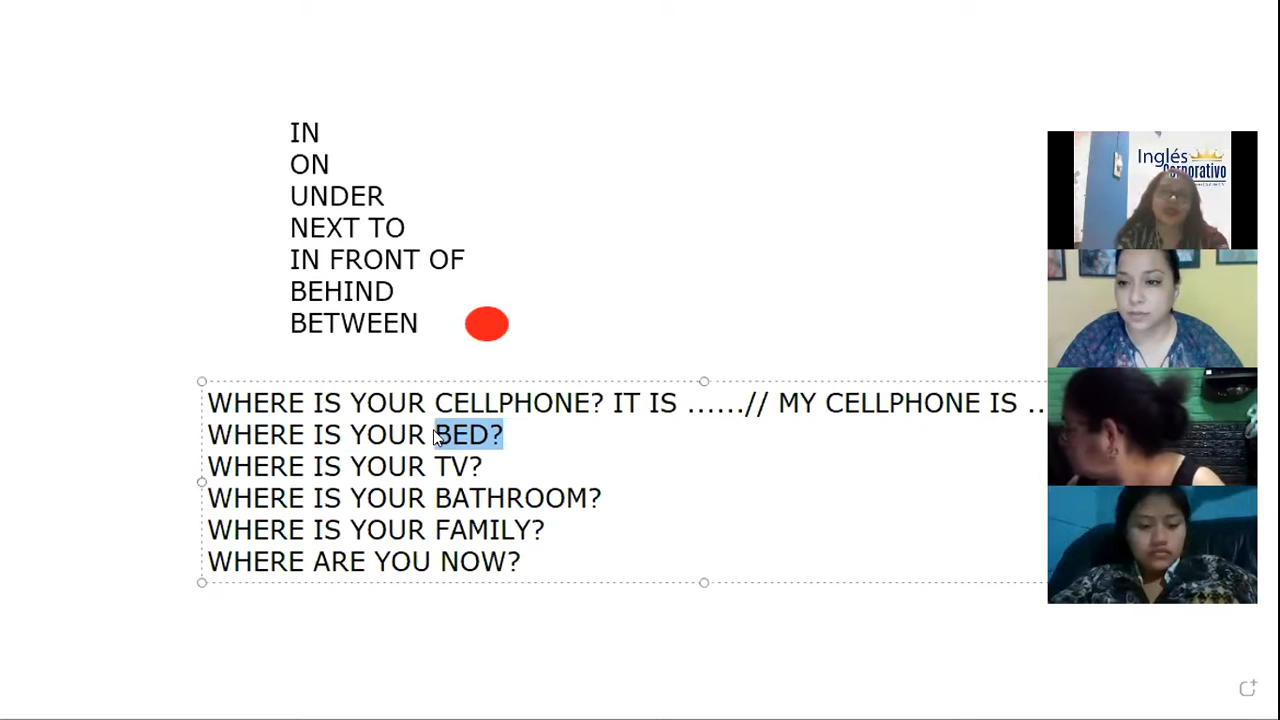 IN
ON
UNDER
NEXT TO
IN FRONT OF
BEHIND
BETWEEN
WHERE IS YOUR CELLPHONE? IT IS ......// MY CELLPHONE IS ..
WHERE IS YOUR BED?
WHERE IS YOUR TV?
WHERE IS YOUR BATHROOM?
WHERE IS YOUR FAMILY?
WHERE ARE YOU NOW?
Inglés
Corporativo